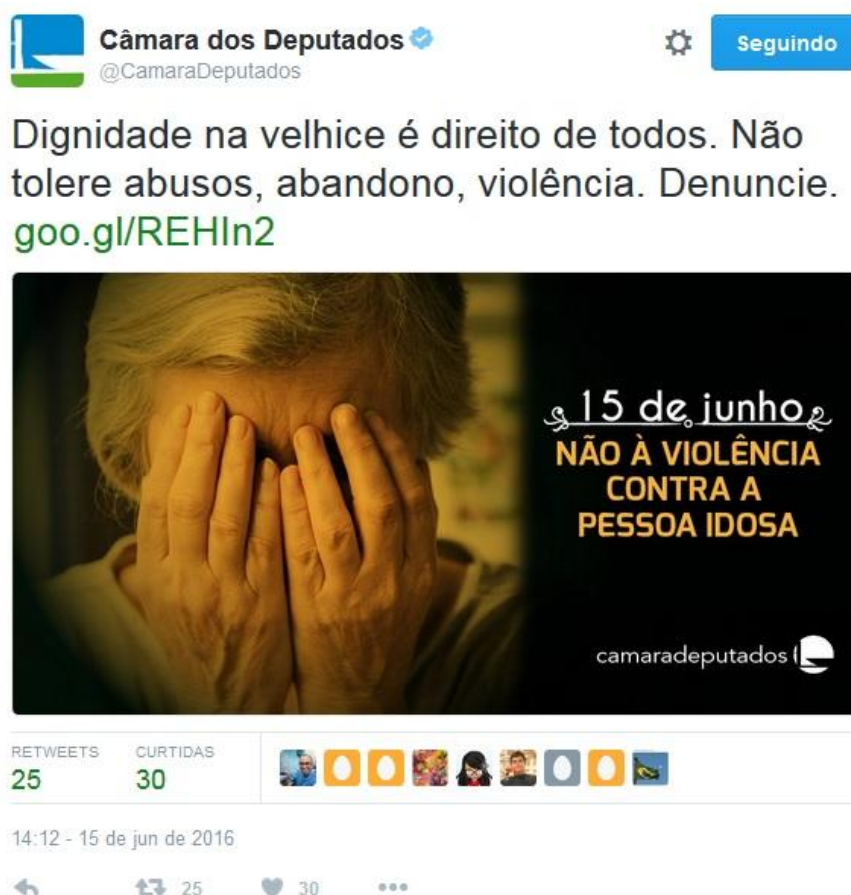 Câmara dos Deputados
@CamaraDeputados
Seguindo
Dignidade na velhice é direito de todos. Não
tolere abusos, abandono, violência. Denuncie.
goo.gl/REHIn2
15 de junho
NÃO À VIOLÊNCIA
CONTRA A
PESSOA IDOSA
camaradeputados
RETWEETS
25
CURTIDAS
30
14:12 - 15 de jun de 2016
25
30